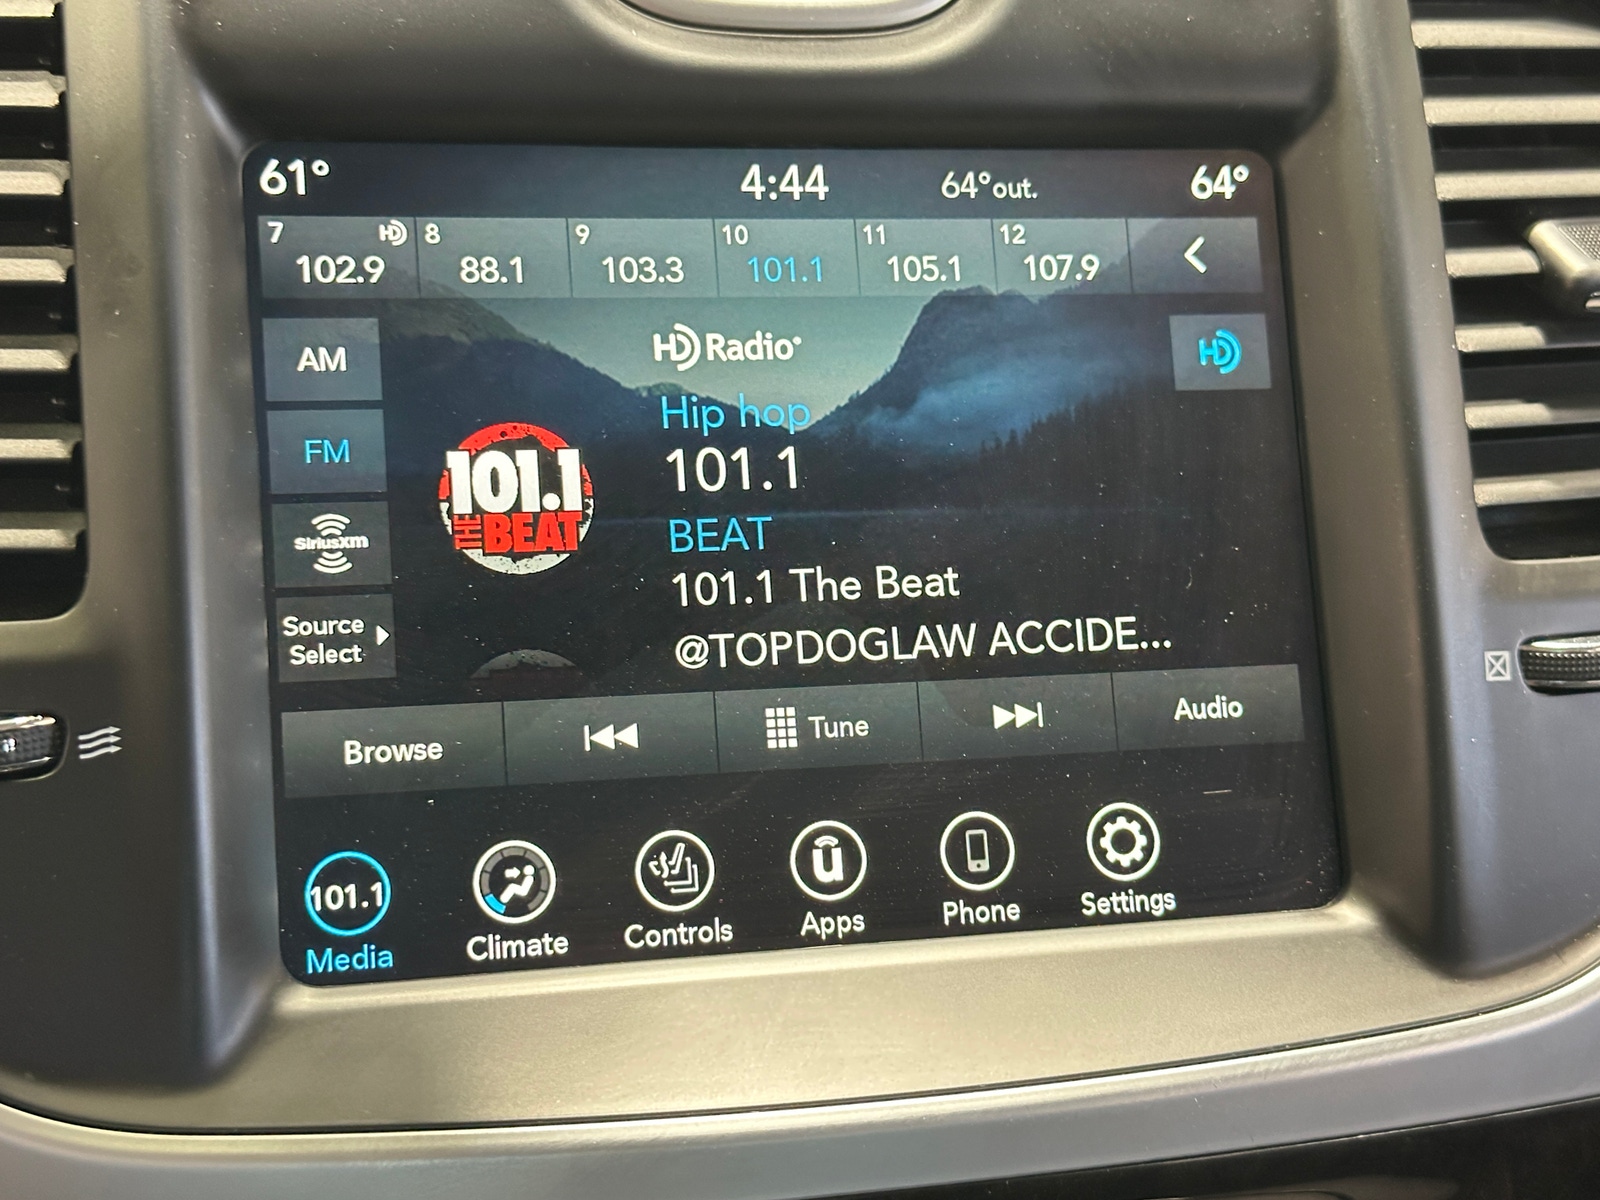 61° 4:44 64° out. 64°
7 HD 8 9 10 11 12
102.9 88.1 103.3 101.1 105.1 107.9
AM
FM
SiriusXM
Source
Select
HD Radio
HD
Hip hop
101.1
BEAT
101.1 The Beat
@TOPDOGLAW ACCIDE...
101.1
THE BEAT
Browse Tune Audio
101.1
Media Climate Controls Apps Phone Settings